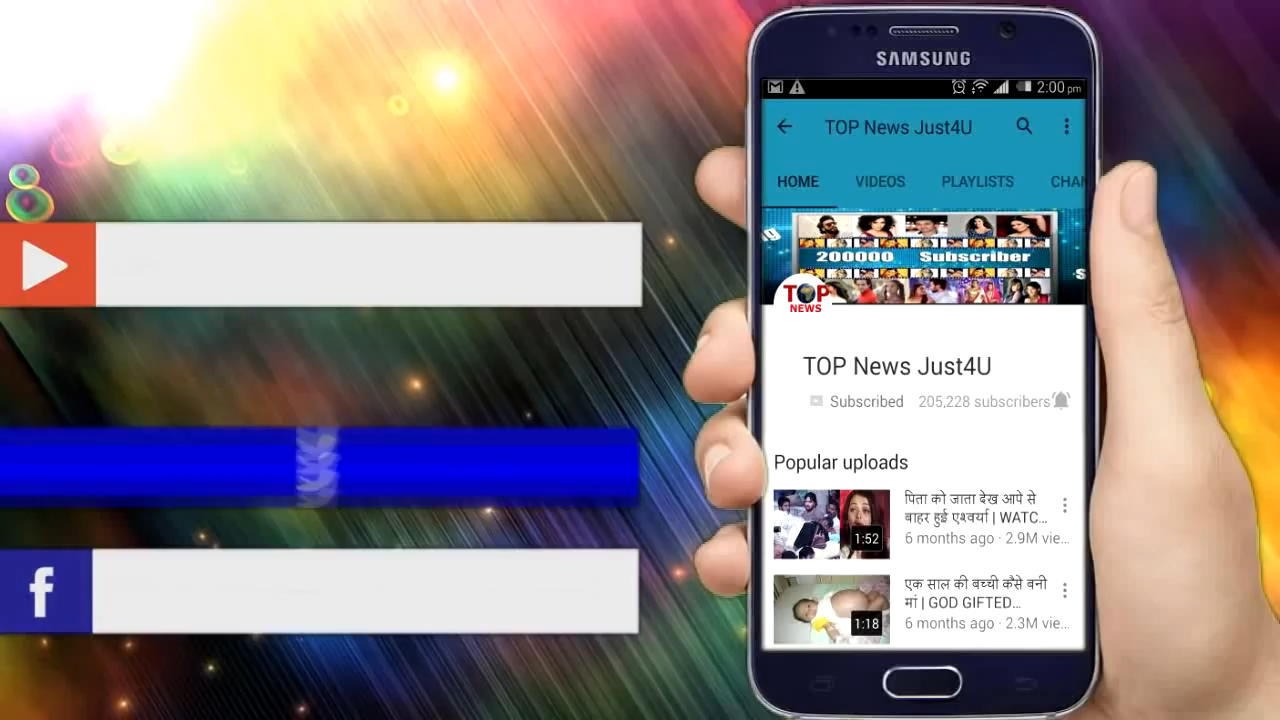 SAMSUNG
2:00 pm
TOP News Just4U
HOME VIDEOS PLAYLISTS CHAN
200000 Subscriber
TOP
NEWS
TOP News Just4U
Subscribed 205,228 subscribers
Popular uploads
पिता को जाता देख आपे से
बाहर हुई एश्वर्या | WATC...
6 months ago · 2.9M vie...
1:52
एक साल की बच्ची कैसे बनी
मां | GOD GIFTED...
6 months ago · 2.3M vie...
1:18